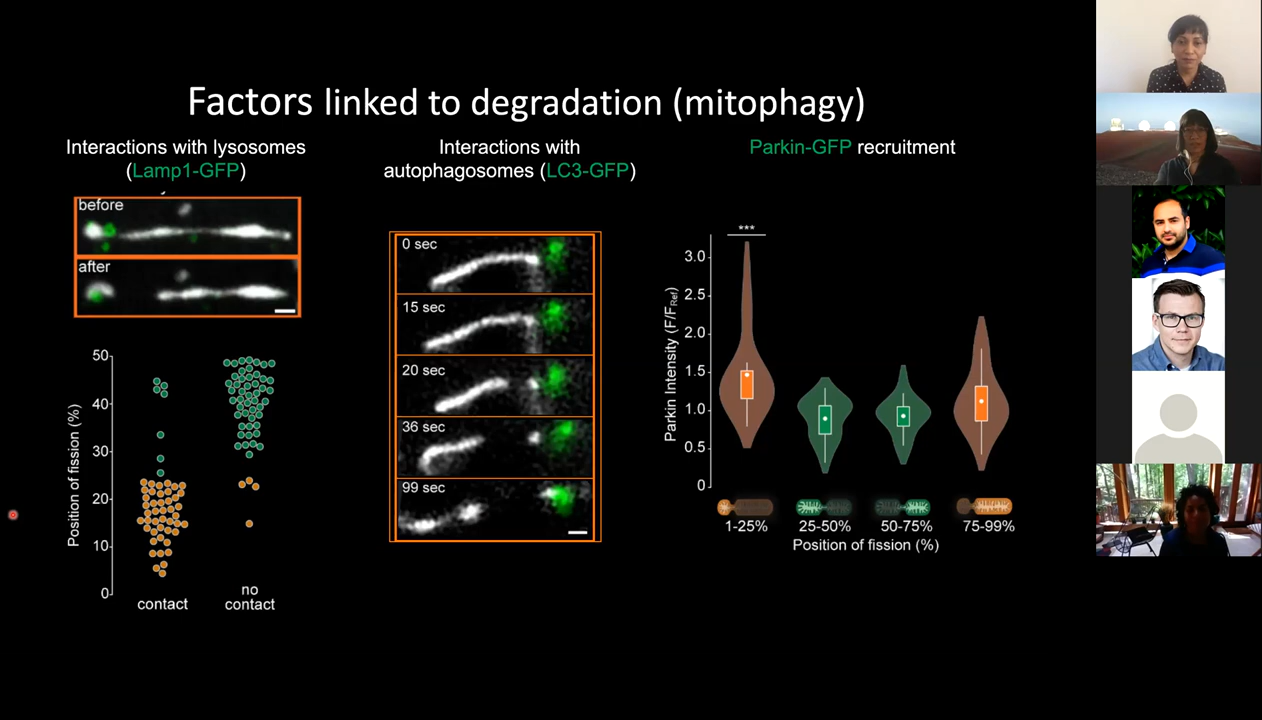 Factors linked to degradation (mitophagy)
Interactions with lysosomes
(Lamp1-GFP)
before
after
Position of fission (%)
50
40
30
20
10
0
contact
no
contact
Interactions with
autophagosomes (LC3-GFP)
0 sec
15 sec
20 sec
36 sec
99 sec
Parkin-GFP recruitment
***
Parkin Intensity (F/FRef)
3.0
2.5
2.0
1.5
1.0
0.5
0
1-25%
25-50%
50-75%
75-99%
Position of fission (%)